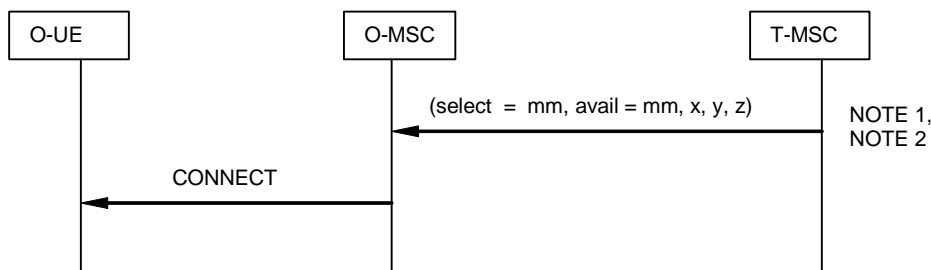 O-UE
O-MSC
T-MSC
(select = mm, avail = mm, x, y, z)
NOTE 1,
NOTE 2
CONNECT